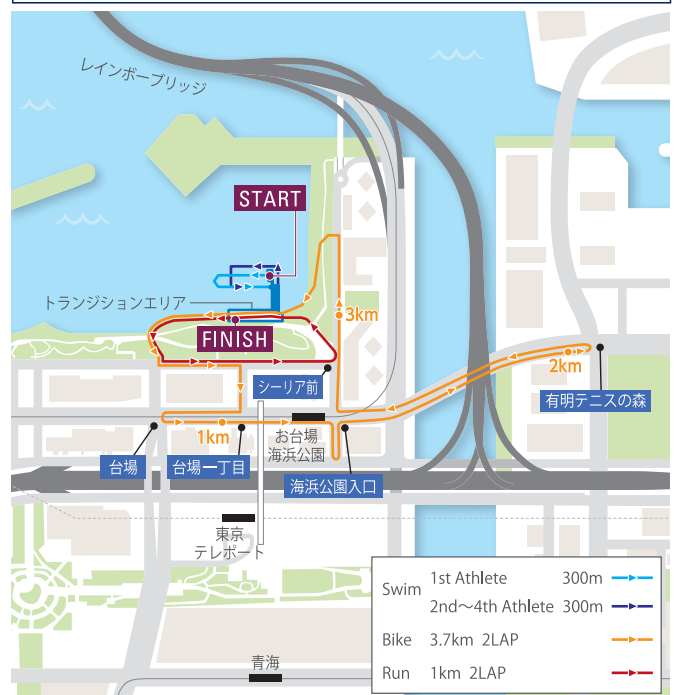 レインボーブリッジ
START
トランジションエリア
3km
FINISH
2km
シーリア前
有明テニスの森
1km
お台場
海浜公園
台場
台場一丁目
海浜公園入口
東京
テレポート
Swim
1st Athlete 300m
2nd～4th Athlete 300m
Bike 3.7km 2LAP
Run 1km 2LAP
青海